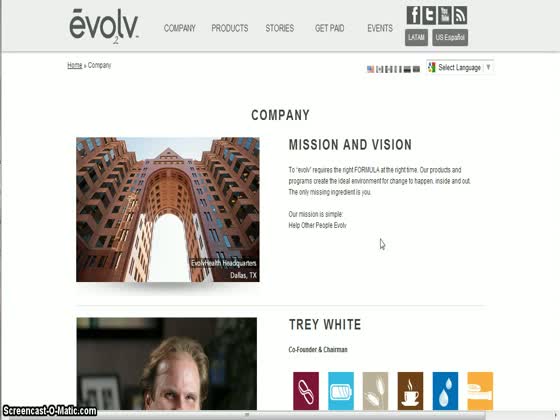 ēvolv
2
COMPANY
PRODUCTS
STORIES
GET PAID
EVENTS
You Tube
LATAM
US Español
Home » Company
Select Language
COMPANY
MISSION AND VISION
To "evolv" requires the right FORMULA at the right time. Our products and
programs create the ideal environment for change to happen, inside and out.
The only missing ingredient is you.
Our mission is simple:
Help Other People Evolv
EvolvHealth Headquarters
Dallas, TX
TREY WHITE
Co-Founder & Chairman
Screencast-O-Matic.com